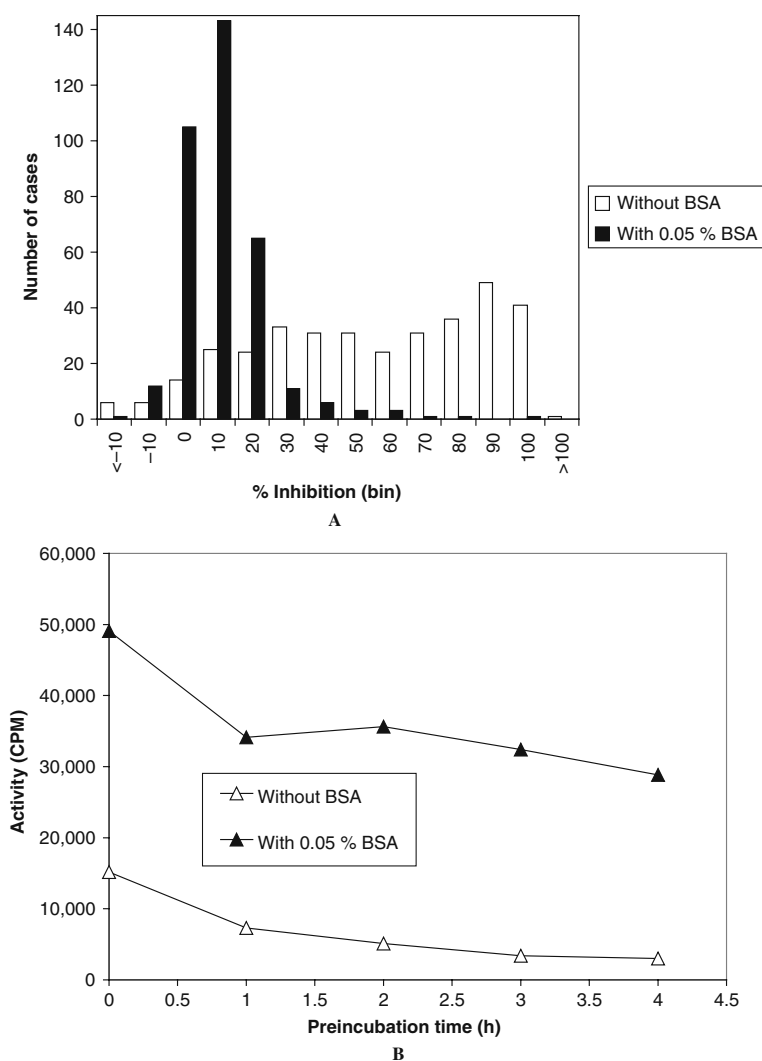 140
120
100
80
60
40
20
0
Number of cases
<–10
–10
0
10
20
30
40
50
60
70
80
90
100
>100
% Inhibition (bin)
Without BSA
With 0.05 % BSA
A
60,000
50,000
40,000
30,000
20,000
10,000
0
Activity (CPM)
Without BSA
With 0.05 % BSA
0 0.5 1 1.5 2 2.5 3 3.5 4 4.5
Preincubation time (h)
B